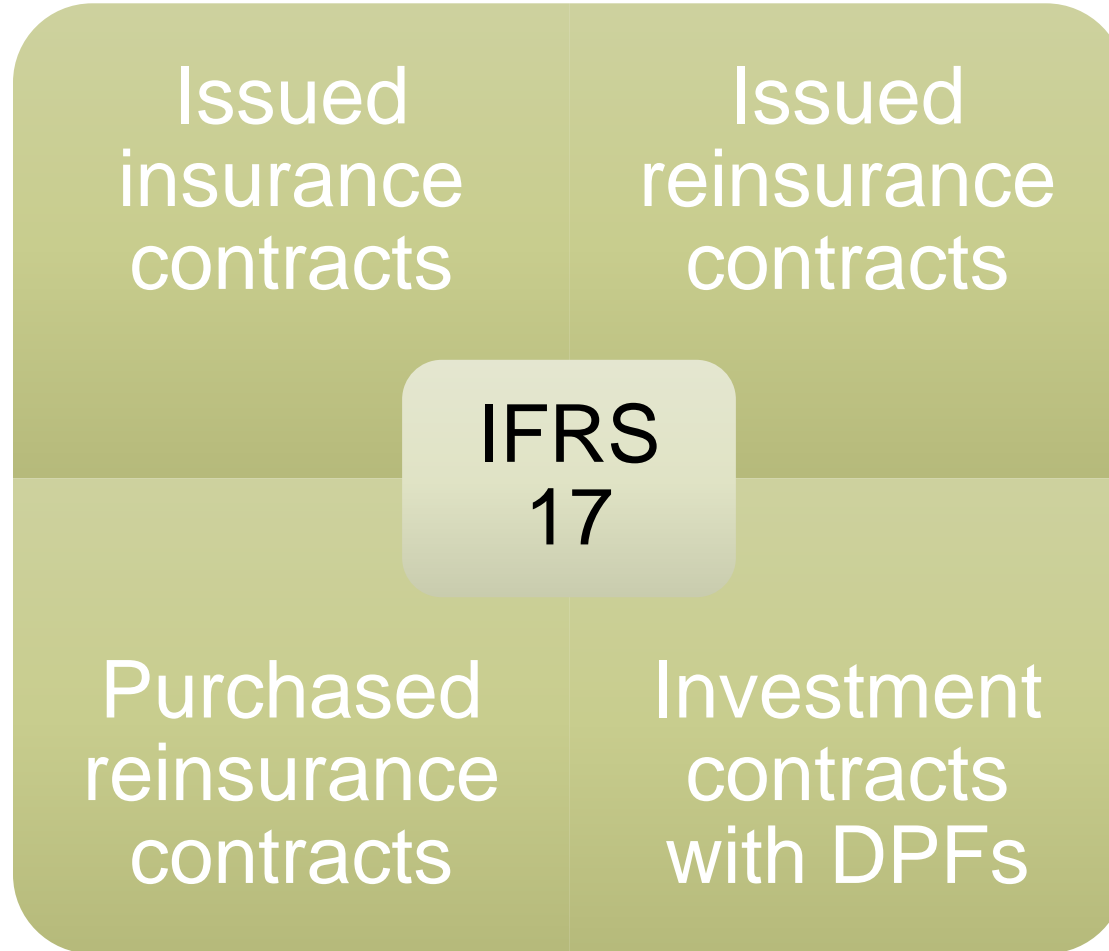 Issued
insurance
contracts
Issued
reinsurance
contracts
IFRS
17
Purchased
reinsurance
contracts
Investment
contracts
with DPFs